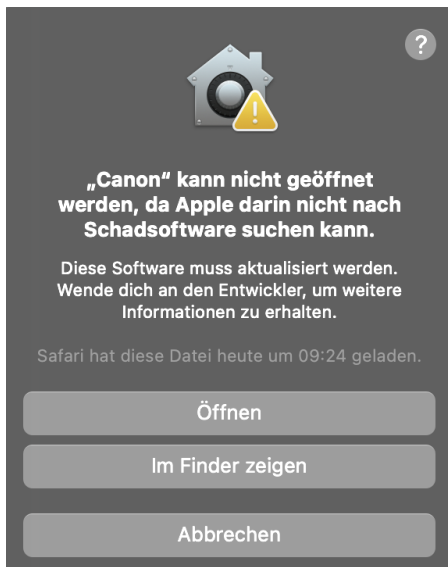 ?
„Canon“ kann nicht geöffnet
werden, da Apple darin nicht nach
Schadsoftware suchen kann.
Diese Software muss aktualisiert werden.
Wende dich an den Entwickler, um weitere
Informationen zu erhalten.
Safari hat diese Datei heute um 09:24 geladen.
Öffnen
Im Finder zeigen
Abbrechen